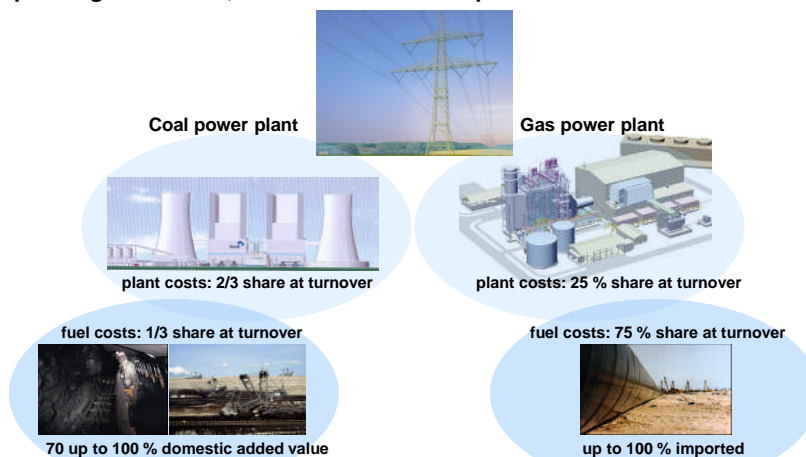 Coal power plant
Gas power plant
plant costs: 2/3 share at turnover
plant costs: 25 % share at turnover
fuel costs: 1/3 share at turnover
fuel costs: 75 % share at turnover
70 up to 100 % domestic added value
up to 100 % imported